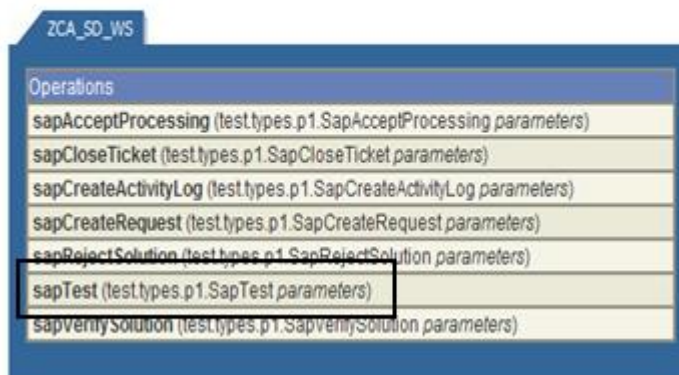 ZCA_SD_WS
Operations
sapAcceptProcessing (test.types.p1.SapAcceptProcessing parameters)
sapCloseTicket (test.types.p1.SapCloseTicket parameters)
sapCreateActivityLog (test.types.p1.SapCreateActivityLog parameters)
sapCreateRequest (test.types.p1.SapCreateRequest parameters)
sapRejectSolution (test.types.p1.SapRejectSolution parameters)
sapTest (test.types.p1.SapTest parameters)
sapVerifySolution (test.types.p1.SapVerifySolution parameters)